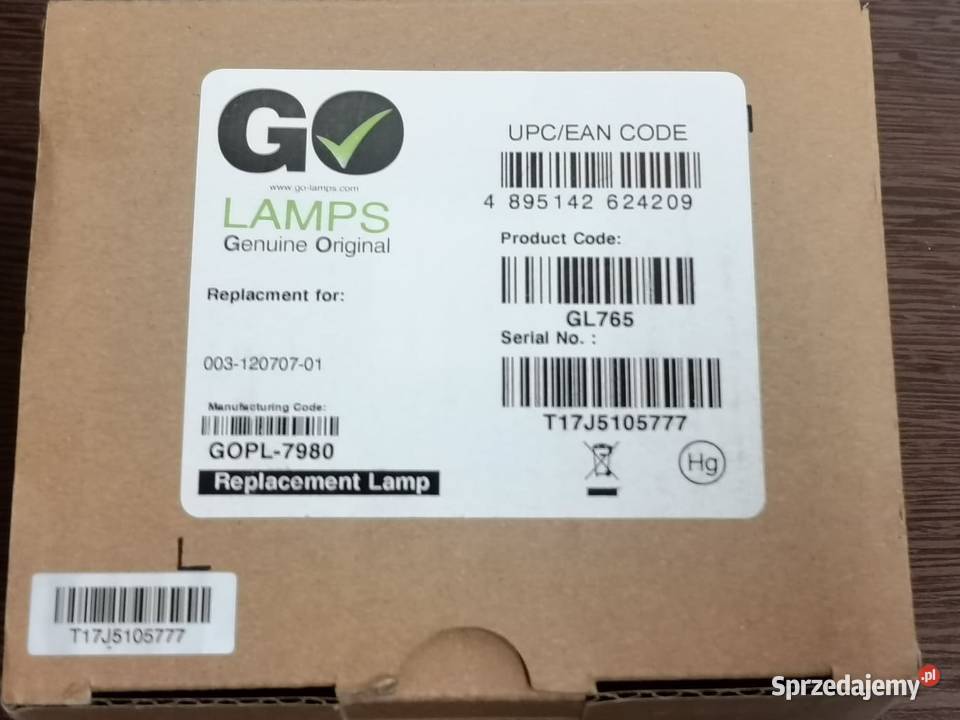 GO
www.go-lamps.com
LAMPS
Genuine Original
Replacment for:
003-120707-01
Manufacturing Code:
GOPL-7980
Replacement Lamp
UPC/EAN CODE
4 895142 624209
Product Code:
GL765
Serial No. :
T17J5105777
Hg
L
T17J5105777
Sprzedajemy.pl